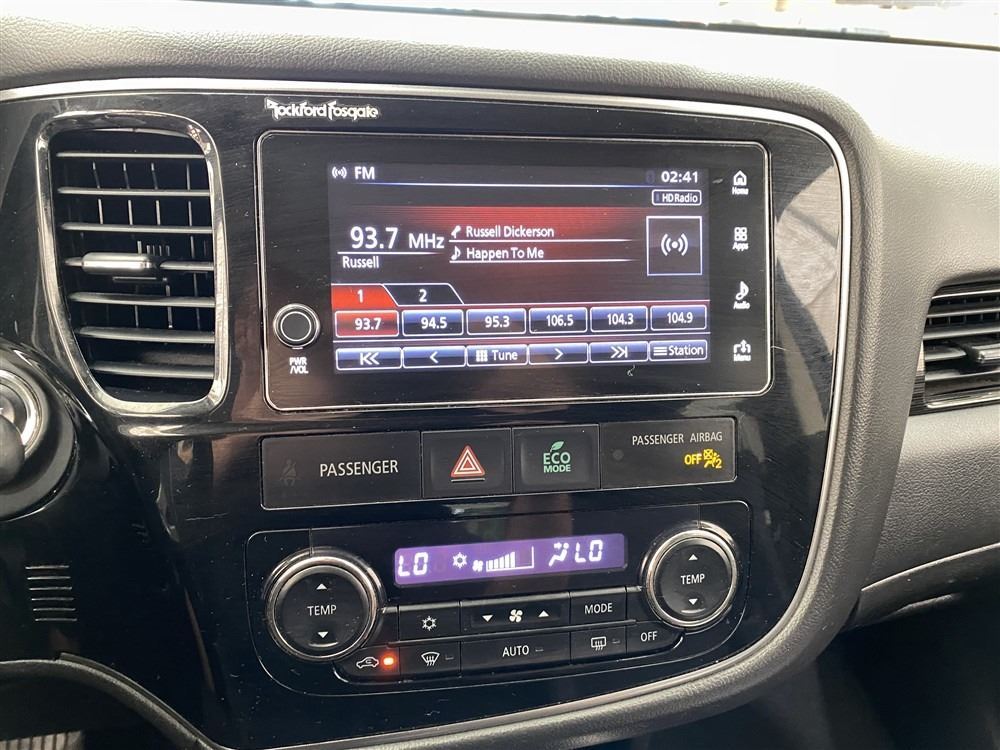 Rockford Fosgate
FM
02:41
HD Radio
Home
93.7 MHz
Russell
Russell Dickerson
Happen To Me
Apps
1
2
Audio
93.7
94.5
95.3
106.5
104.3
104.9
PWR
/VOL
Tune
Station
Menu
PASSENGER
ECO
MODE
PASSENGER AIRBAG
OFF 2
LO
LO
TEMP
TEMP
MODE
AUTO
OFF